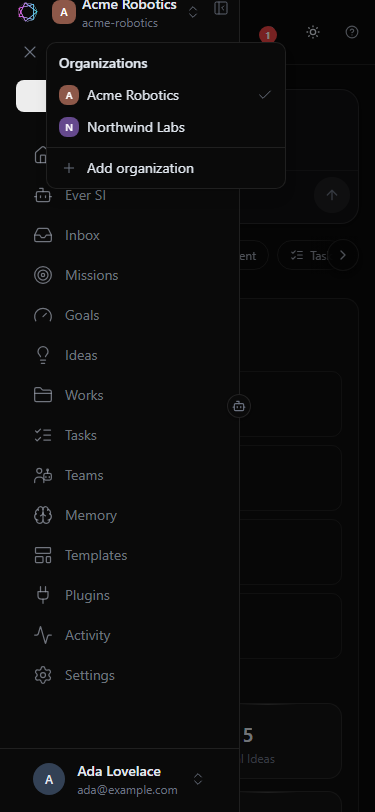 Acme Robotics
acme-robotics
1
Organizations
A Acme Robotics
N Northwind Labs
Add organization
Ever SI
Inbox
Missions
Goals
Ideas
Works
Tasks
Teams
Memory
Templates
Plugins
Activity
Settings
5
Ideas
A
Ada Lovelace
ada@example.com